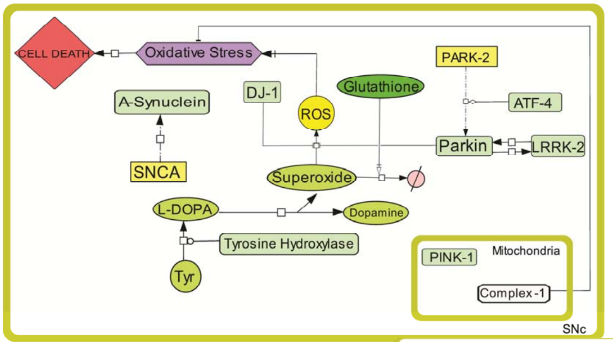 CELL DEATH
Oxidative Stress
PARK-2
DJ-1
Glutathione
A-Synuclein
ROS
ATF-4
Parkin
LRRK-2
SNCA
Superoxide
L-DOPA
Dopamine
Tyrosine Hydroxylase
Tyr
PINK-1
Mitochondria
Complex-1
SNc